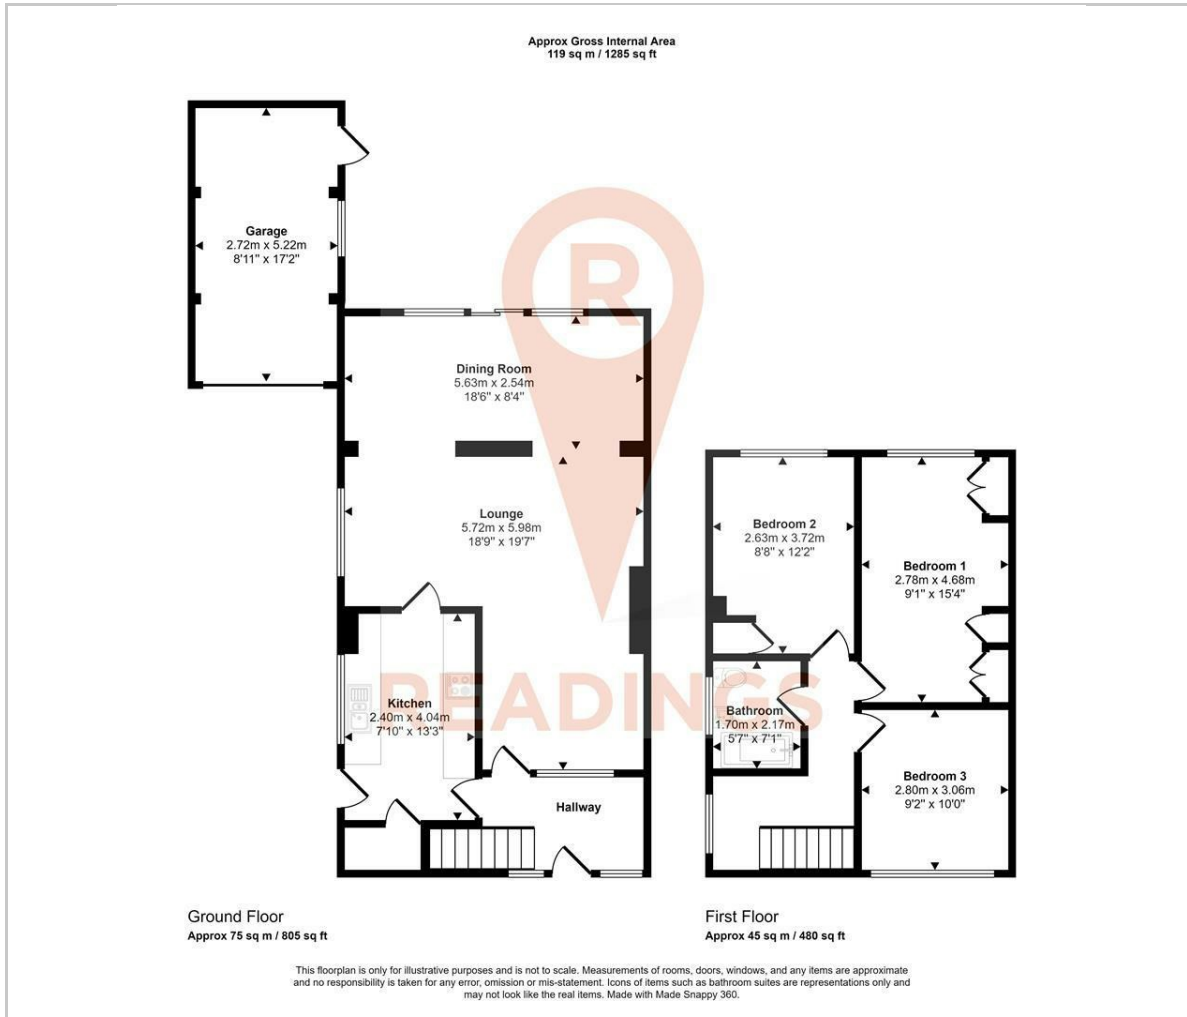 Approx Gross Internal Area
119 sq m / 1285 sq ft
Garage
2.72m x 5.22m
8'11" x 17'2"
R
Dining Room
5.63m x 2.54m
18'6" x 8'4"
Lounge
5.72m x 5.98m
18'9" x 19'7"
Bedroom 2
2.63m x 3.72m
8'8" x 12'2"
Bedroom 1
2.78m x 4.68m
9'1" x 15'4"
READINGS
Kitchen
2.40m x 4.04m
7'10" x 13'3"
Bathroom
1.70m x 2.17m
5'7" x 7'1"
Bedroom 3
2.80m x 3.06m
9'2" x 10'0"
Hallway
Ground Floor
Approx 75 sq m / 805 sq ft
First Floor
Approx 45 sq m / 480 sq ft
This floorplan is only for illustrative purposes and is not to scale. Measurements of rooms, doors, windows, and any items are approximate
and no responsibility is taken for any error, omission or mis-statement. Icons of items such as bathroom suites are representations only and
may not look like the real items. Made with Made Snappy 360.